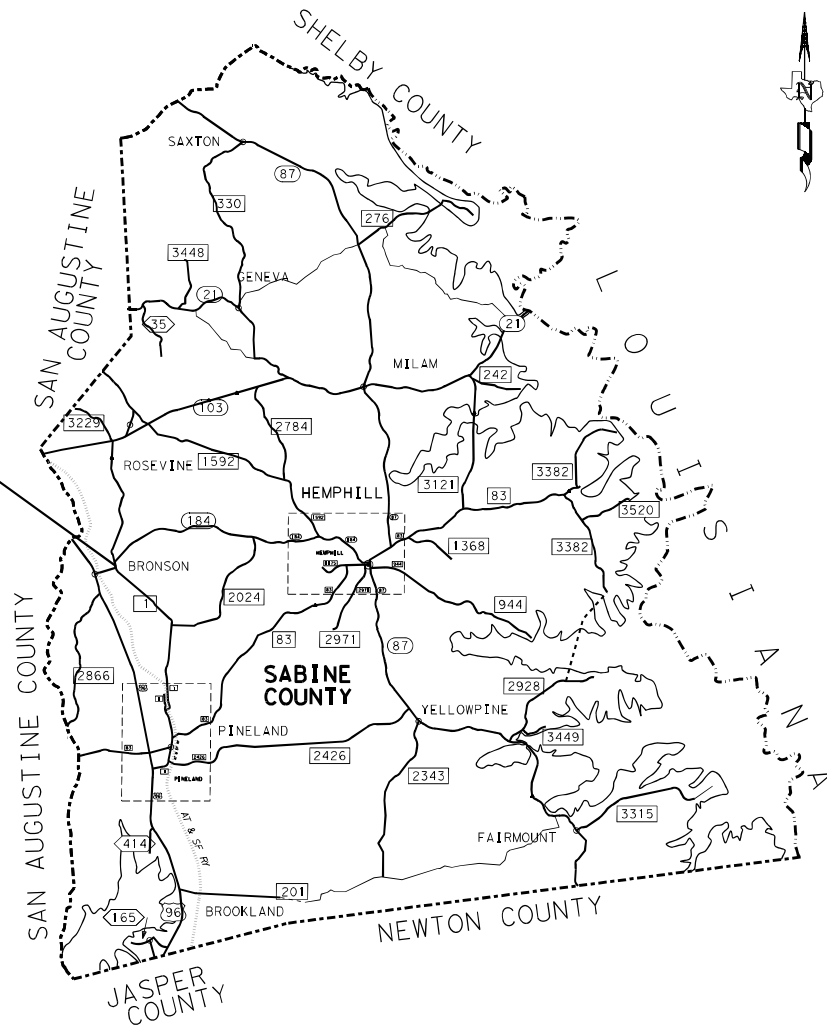 SHELBY COUNTY
N
SAXTON
87
330
276
SAN AUGUSTINE
COUNTY
3448
GENEVA
21
35
21
LOUISIANA
MILAM
242
103
3229
2784
ROSEVINE
1592
HEMPHILL
3121
3382
83
3520
184
HEMPHILL
1368
3382
BRONSON
1
2024
944
83
2971
87
SAN AUGUSTINE COUNTY
2866
SABINE
COUNTY
2928
YELLOWPINE
PINELAND
3449
2426
PINELAND
2343
3315
AT & SF RY
FAIRMOUNT
414
201
165
96
BROOKLAND
NEWTON COUNTY
JASPER
COUNTY